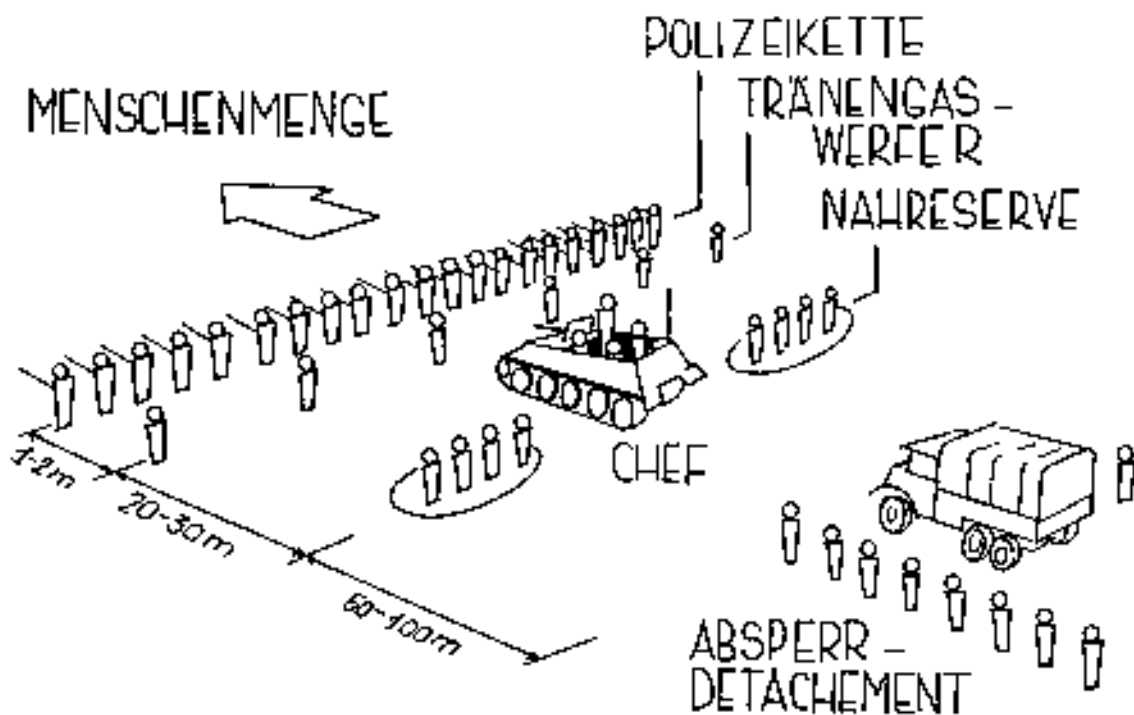 POLIZEIKETTE
TRÄNENGAS –
WERFER
MENSCHENMENGE
NAHRESERVE
CHEF
1-2m
20-30m
60-100m
ABSPERR –
DETACHEMENT